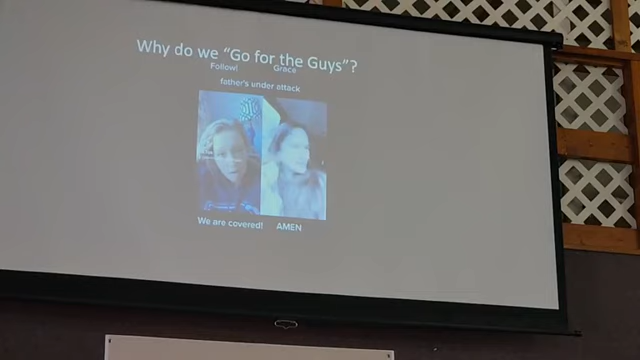 Why do we “Go for the Guys”?
Follow! Grace
father's under attack
We are covered! AMEN